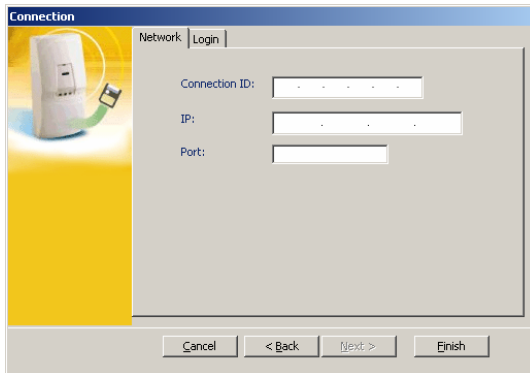 Connection
Network Login
Connection ID: . . . . .
IP: . . .
Port:
Cancel < Back Next > Finish